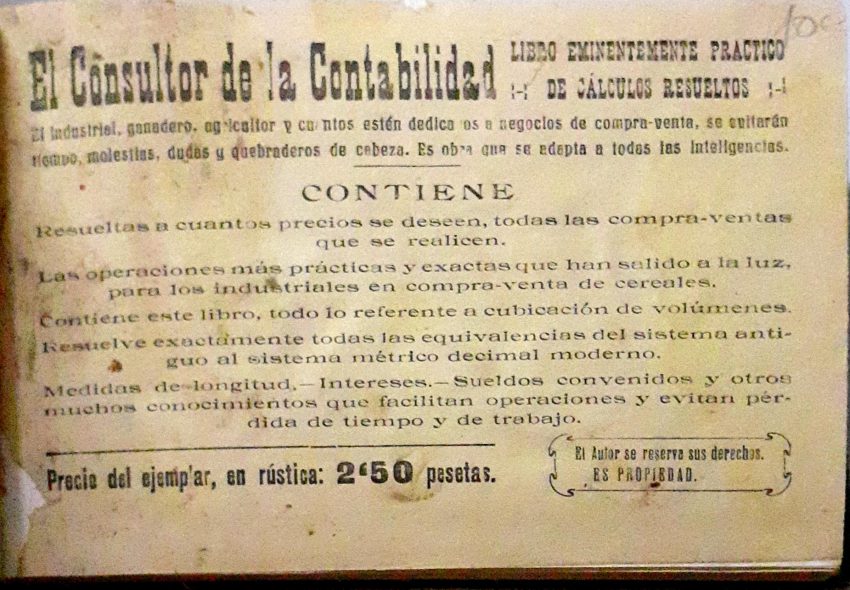 El Consultor de la Contabilidad
LIBRO EMINENTEMENTE PRACTICO
:-: DE CÁLCULOS RESUELTOS :-:
El industrial, ganadero, agricultor y cuantos estén dedicados a negocios de compra-venta, se evitarán
tiempo, molestias, dudas y quebraderos de cabeza. Es obra que se adapta a todas las inteligencias.
CONTIENE
Resueltas a cuantos precios se deseen, todas las compra-ventas
que se realicen.
Las operaciones más prácticas y exactas que han salido a la luz,
para los industriales en compra-venta de cereales.
Contiene este libro, todo lo referente a cubicación de volúmenes.
Resuelve exactamente todas las equivalencias del sistema anti-
guo al sistema métrico decimal moderno.
Medidas de longitud.—Intereses.—Sueldos convenidos y otros
muchos conocimientos que facilitan operaciones y evitan pér-
dida de tiempo y de trabajo.
Precio del ejemplar, en rústica: 2'50 pesetas.
El Autor se reserva sus derechos.
ES PROPIEDAD.